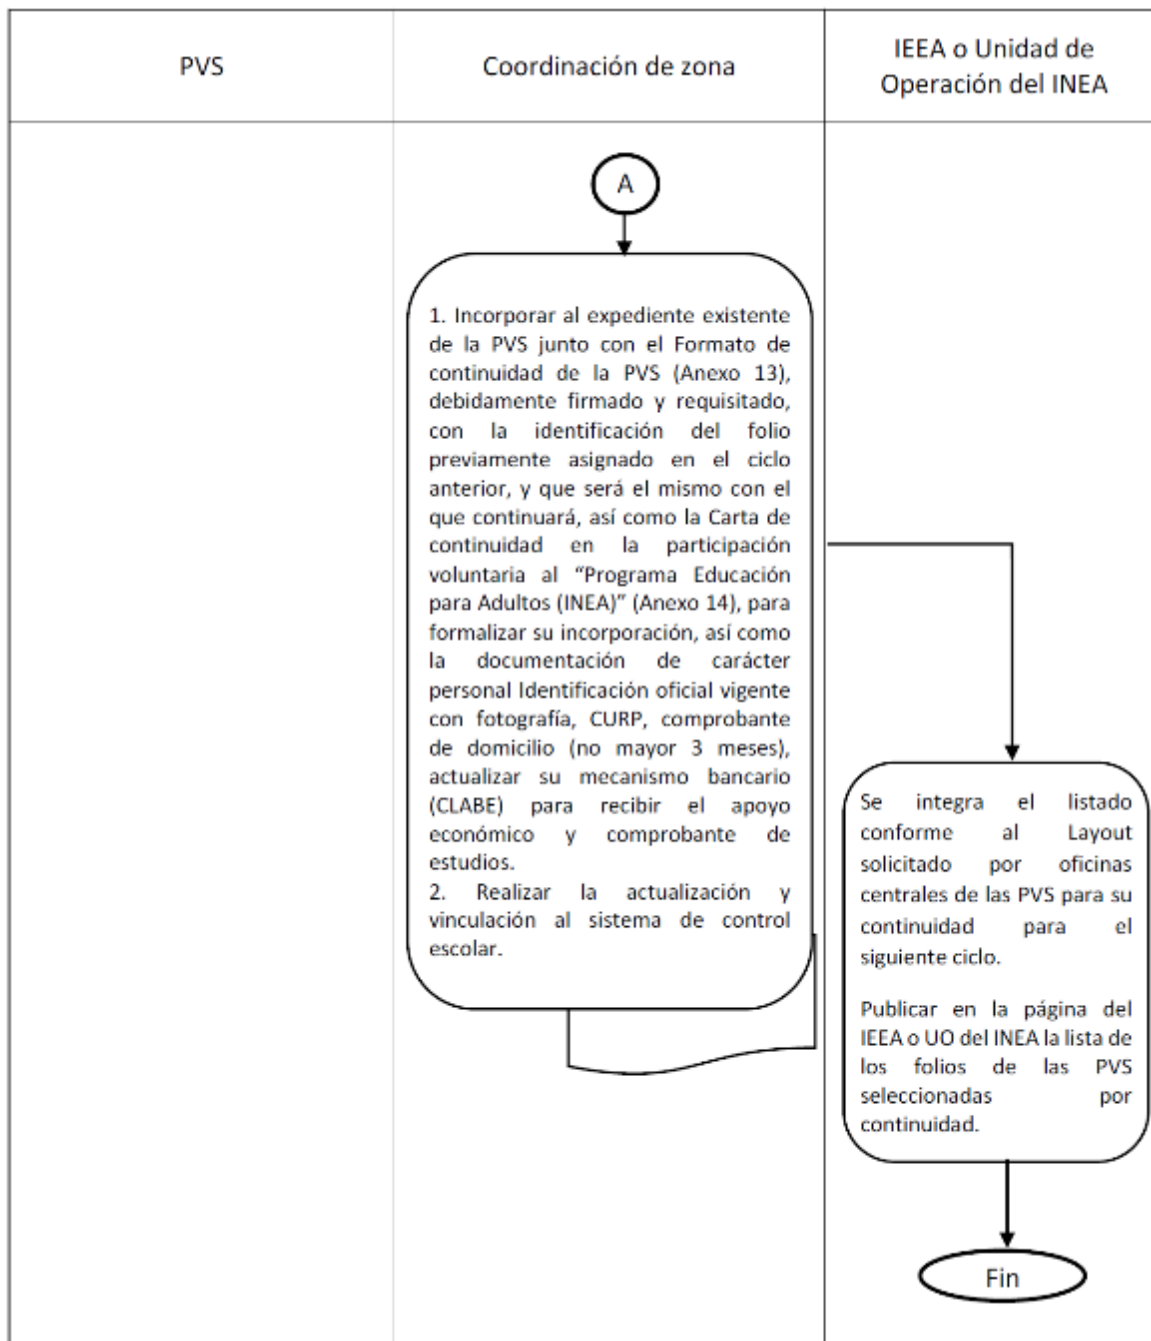 PVS
Coordinación de zona
IEEA o Unidad de
Operación del INEA
A
1. Incorporar al expediente existente
de la PVS junto con el Formato de
continuidad de la PVS (Anexo 13),
debidamente firmado y requisitado,
con la identificación del folio
previamente asignado en el ciclo
anterior, y que será el mismo con el
que continuará, así como la Carta de
continuidad en la participación
voluntaria al “Programa Educación
para Adultos (INEA)” (Anexo 14), para
formalizar su incorporación, así como
la documentación de carácter
personal Identificación oficial vigente
con fotografía, CURP, comprobante
de domicilio (no mayor 3 meses),
actualizar su mecanismo bancario
(CLABE) para recibir el apoyo
económico y comprobante de
estudios.
2. Realizar la actualización y
vinculación al sistema de control
escolar.
Se integra el listado
conforme al Layout
solicitado por oficinas
centrales de las PVS para su
continuidad para el
siguiente ciclo.
Publicar en la página del
IEEA o UO del INEA la lista de
los folios de las PVS
seleccionadas por
continuidad.
Fin